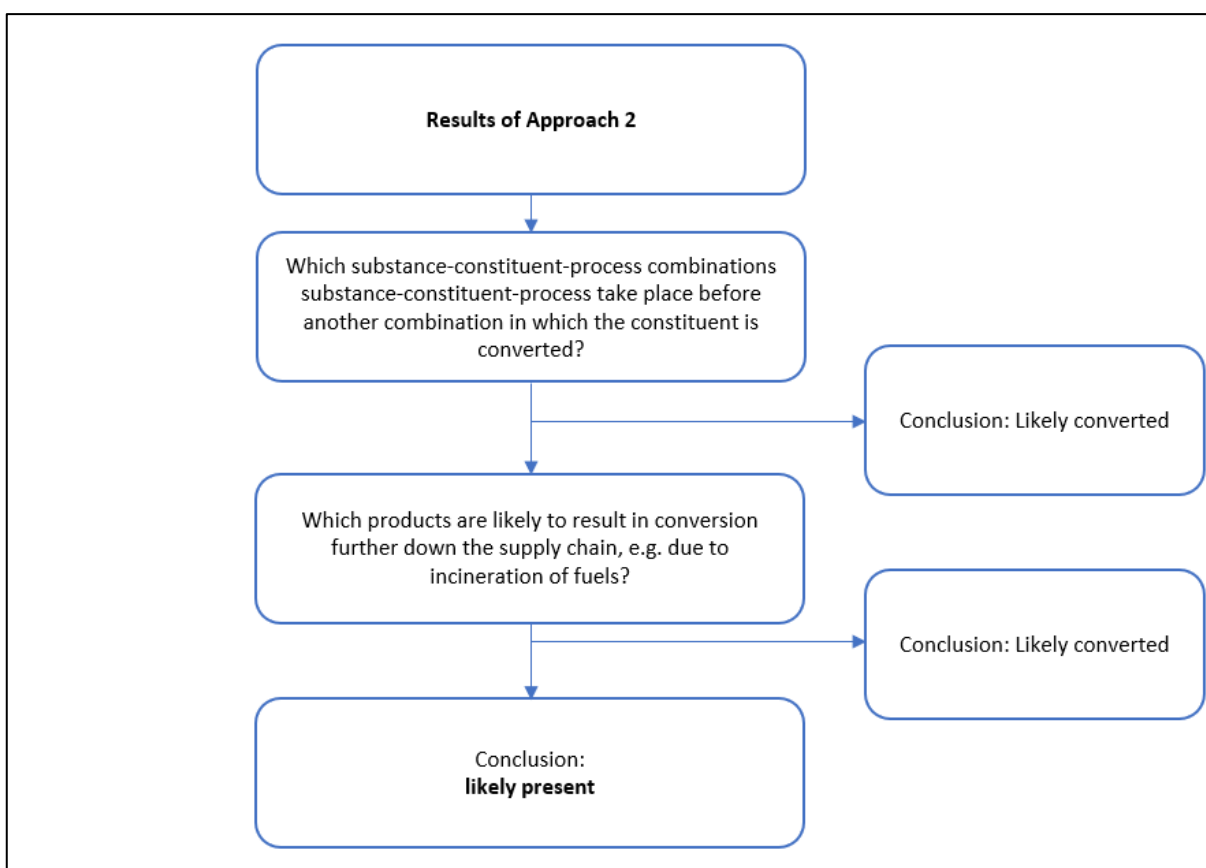 Results of Approach 2
Which substance-constituent-process combinations
substance-constituent-process take place before
another combination in which the constituent is
converted?
Conclusion: Likely converted
Which products are likely to result in conversion
further down the supply chain, e.g. due to
incineration of fuels?
Conclusion: Likely converted
Conclusion:
likely present